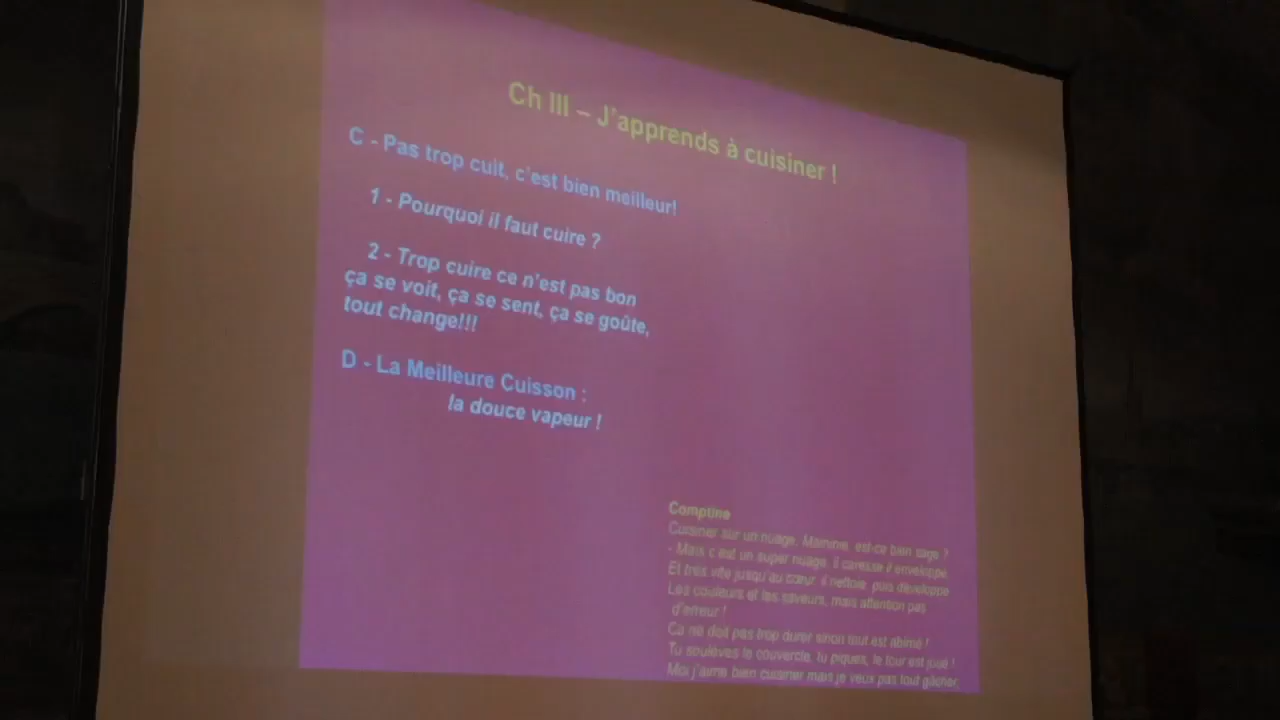 Ch III – J'apprends à cuisiner !
C - Pas trop cuit, c'est bien meilleur!
1 - Pourquoi il faut cuire ?
2 - Trop cuire ce n'est pas bon
ça se voit, ça se sent, ça se goûte,
tout change!!!
D - La Meilleure Cuisson :
la douce vapeur !
Comptine
Cuisiner sur un nuage, Mamine, est-ce bien sage ?
- Mais c'est un super nuage, il caresse il enveloppe
Et très vite jusqu'au cœur, il nettoie, puis développe
Les couleurs et les saveurs, mais attention pas
d'erreur !
Ca ne doit pas trop durer sinon tout est abimé !
Tu soulèves le couvercle, tu piques, le tour est joué !
Moi j'aime bien cuisiner mais je veux pas tout gâcher,